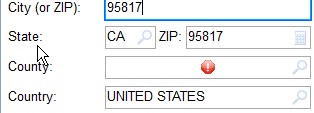 City (or ZIP): 95817
State: CA ZIP: 95817
County:
Country: UNITED STATES